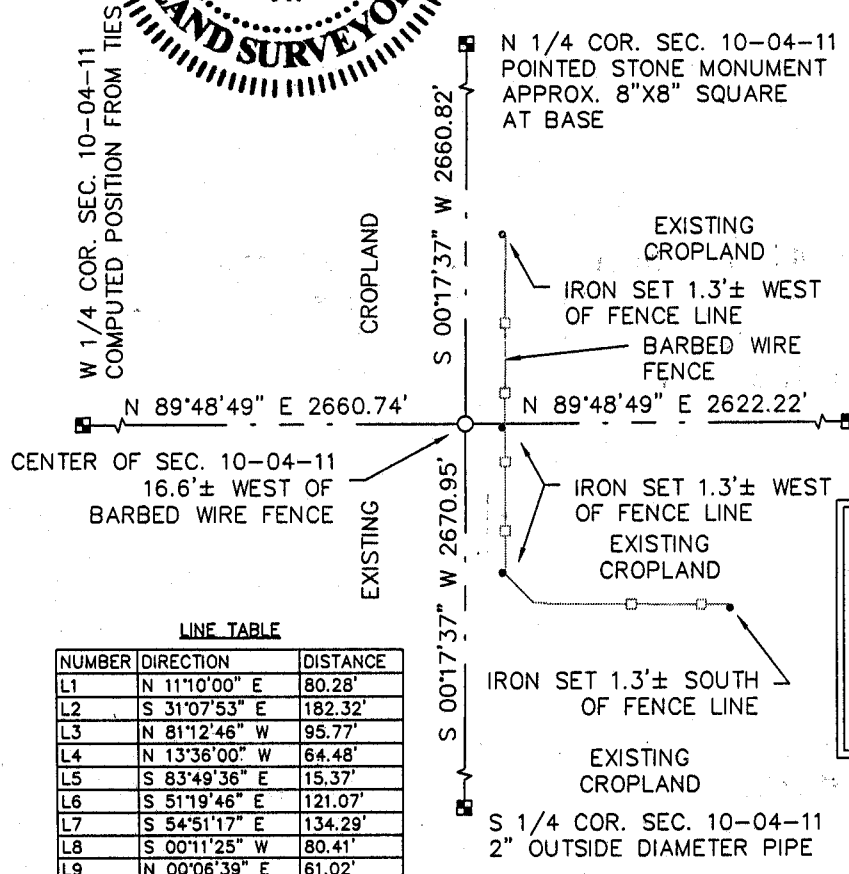 LAND SURVEYOR
W 1/4 COR. SEC. 10-04-11
COMPUTED POSITION FROM TIES
N 1/4 COR. SEC. 10-04-11
POINTED STONE MONUMENT
APPROX. 8"X8" SQUARE
AT BASE
S 00°17'37" W 2660.82'
CROPLAND
EXISTING
CROPLAND
IRON SET 1.3'± WEST
OF FENCE LINE
BARBED WIRE
FENCE
N 89°48'49" E 2660.74'
N 89°48'49" E 2622.22'
CENTER OF SEC. 10-04-11
16.6'± WEST OF
BARBED WIRE FENCE
EXISTING
S 00°17'37" W 2670.95'
IRON SET 1.3'± WEST
OF FENCE LINE
EXISTING
CROPLAND
IRON SET 1.3'± SOUTH
OF FENCE LINE
EXISTING
CROPLAND
S 1/4 COR. SEC. 10-04-11
2" OUTSIDE DIAMETER PIPE
LINE TABLE
NUMBER DIRECTION DISTANCE
L1 N 11°10'00" E 80.28'
L2 S 31°07'53" E 182.32'
L3 N 81°12'46" W 95.77'
L4 N 13°36'00" W 64.48'
L5 S 83°49'36" E 15.37'
L6 S 51°19'46" E 121.07'
L7 S 54°51'17" E 134.29'
L8 S 00°11'25" W 80.41'
L9 N 00°06'39" E 61.02'